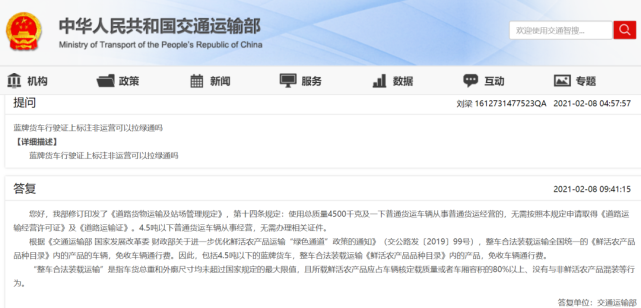 中华人民共和国交通运输部
Ministry of Transport of the People's Republic of China
欢迎使用交通智搜...
机构 政策 新闻 服务 数据 互动 专题
提问 刘梁 1612731477523QA 2021-02-08 04:57:57
蓝牌货车行驶证上标注非运营可以拉绿通吗
【详细描述】
蓝牌货车行驶证上标注非运营可以拉绿通吗
答复 2021-02-08 09:41:15
您好，我部修订印发了《道路货物运输及站场管理规定》，第十四条规定：使用总质量4500千克及一下普通货运车辆从事普通货运经营的，无需按照本规定申请取得《道路运
输经营许可证》及《道路运输证》。4.5吨以下普通货运车辆从事经营，无需办理相关证件。
根据《交通运输部 国家发展改革委 财政部关于进一步优化鲜活农产品运输“绿色通道”政策的通知》（交公路发〔2019〕99号），整车合法装载运输全国统一的《鲜活农产品
品种目录》内的产品的车辆，免收车辆通行费。因此，包括4.5吨以下的蓝牌货车，整车合法装载运输《鲜活农产品品种目录》内的产品，免收车辆通行费。
“整车合法装载运输”是指车货总重和外廓尺寸均未超过国家规定的最大限值，且所载鲜活农产品应占车辆核定载质量或者车厢容积的80%以上、没有与非鲜活农产品混装等行
为。
答复单位：交通运输部